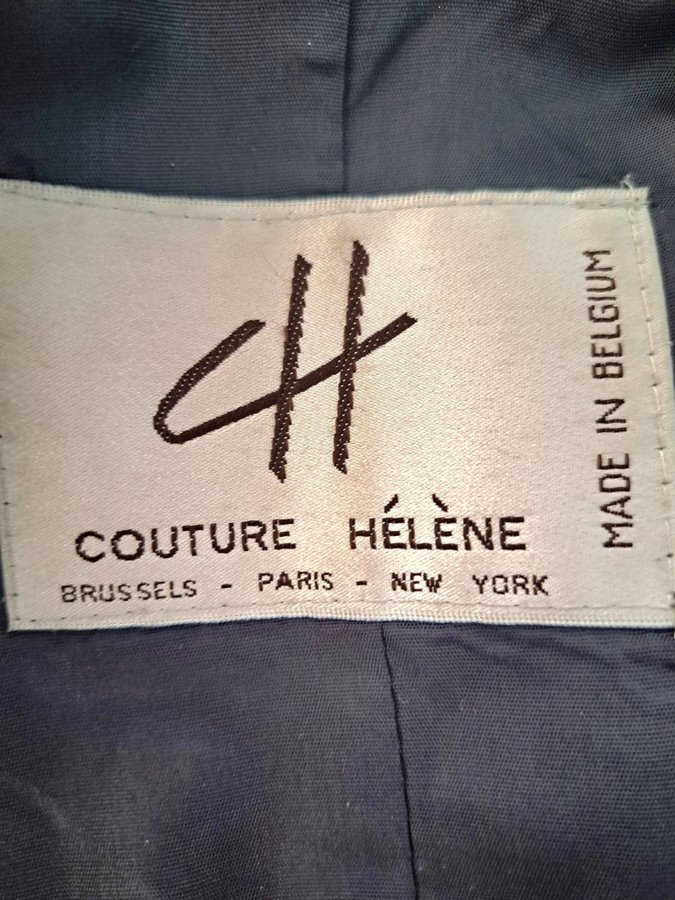 CH
COUTURE HÉLÈNE
BRUSSELS - PARIS - NEW YORK
MADE IN BELGIUM